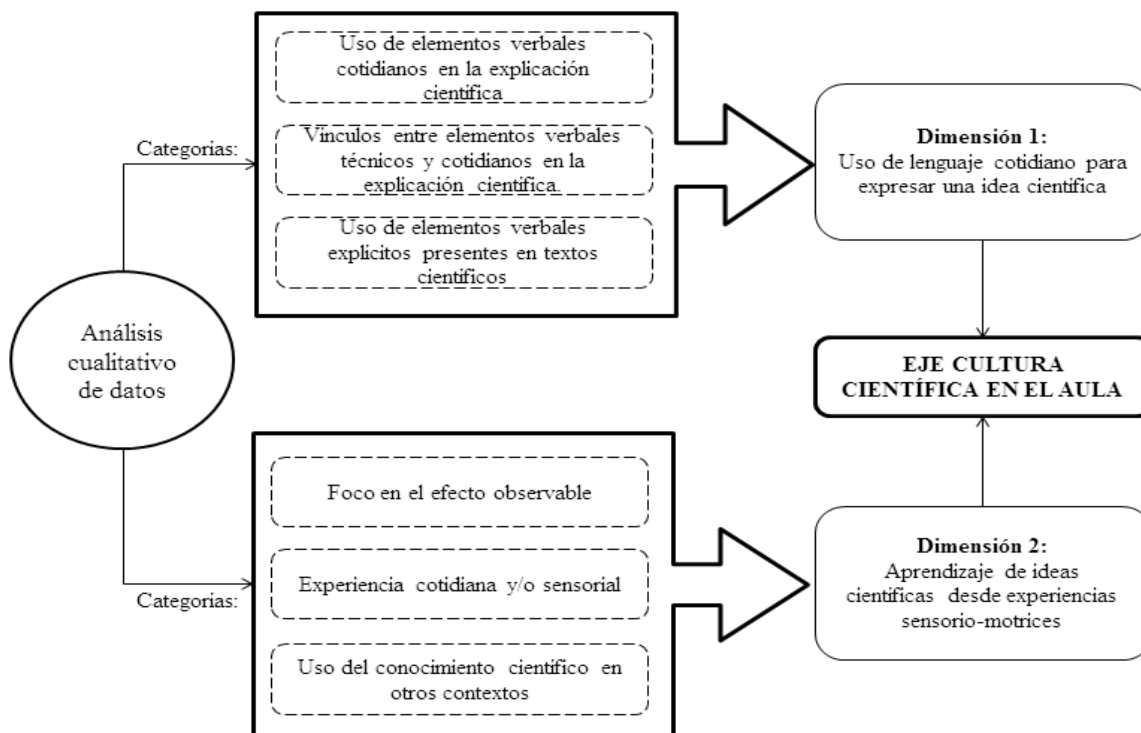 Uso de elementos verbales
cotidianos en la explicación
científica
Categorías:
Vínculos entre elementos verbales
técnicos y cotidianos en la
explicación científica.
Uso de elementos verbales
explícitos presentes en textos
científicos
Dimensión 1:
Uso de lenguaje cotidiano para
expresar una idea científica
Análisis
cualitativo
de datos
EJE CULTURA
CIENTÍFICA EN EL AULA
Categorías:
Foco en el efecto observable
Experiencia cotidiana y/o sensorial
Uso del conocimiento científico en
otros contextos
Dimensión 2:
Aprendizaje de ideas
científicas desde experiencias
sensorio-motrices